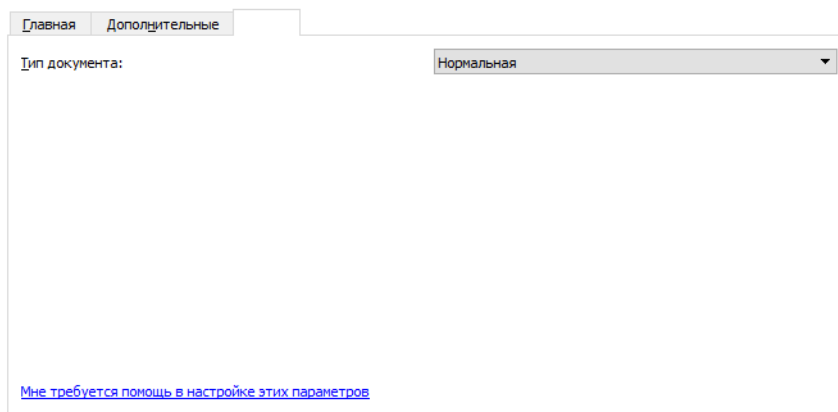 Главная Дополнительные
Тип документа: Нормальная
Мне требуется помощь в настройке этих параметров